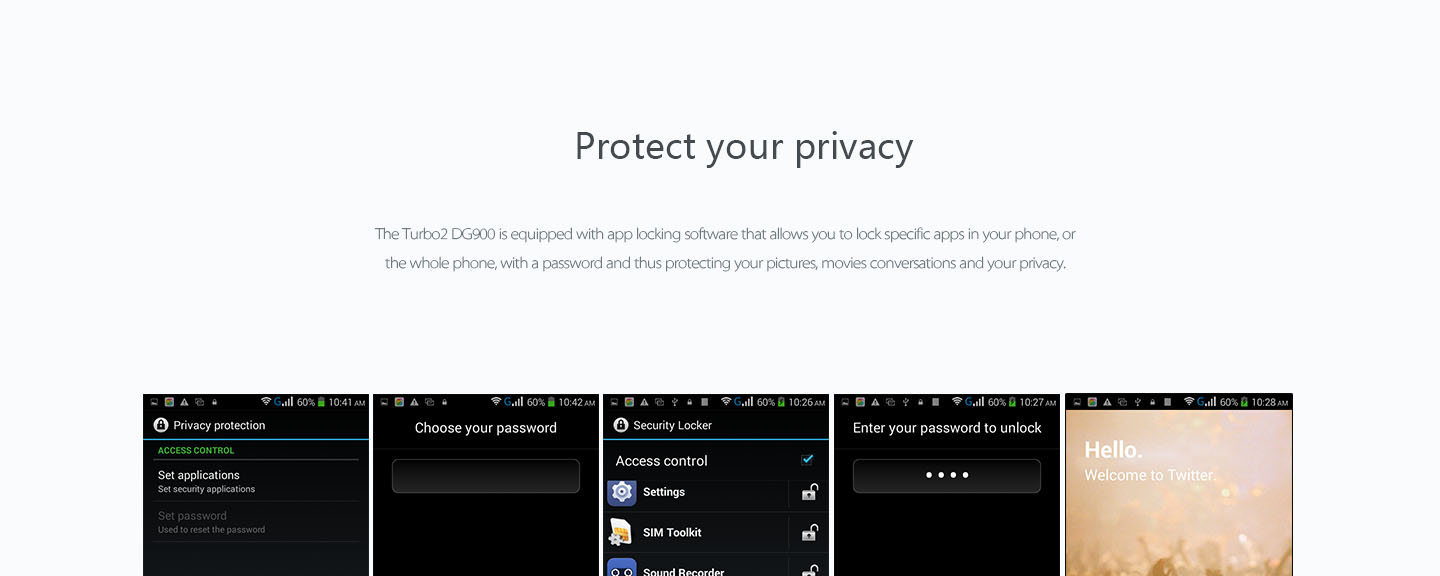 Protect your privacy
The Turbo2 DG900 is equipped with app locking software that allows you to lock specific apps in your phone, or
the whole phone, with a password and thus protecting your pictures, movies conversations and your privacy.
G 60% 10:41 AM
Privacy protection
ACCESS CONTROL
Set applications
Set security applications
Set password
Used to reset the password
G 60% 10:42 AM
Choose your password
G 60% 10:26 AM
Security Locker
Access control
Settings
SIM Toolkit
Sound Recorder
G 60% 10:27 AM
Enter your password to unlock
G 60% 10:28 AM
Hello.
Welcome to Twitter.